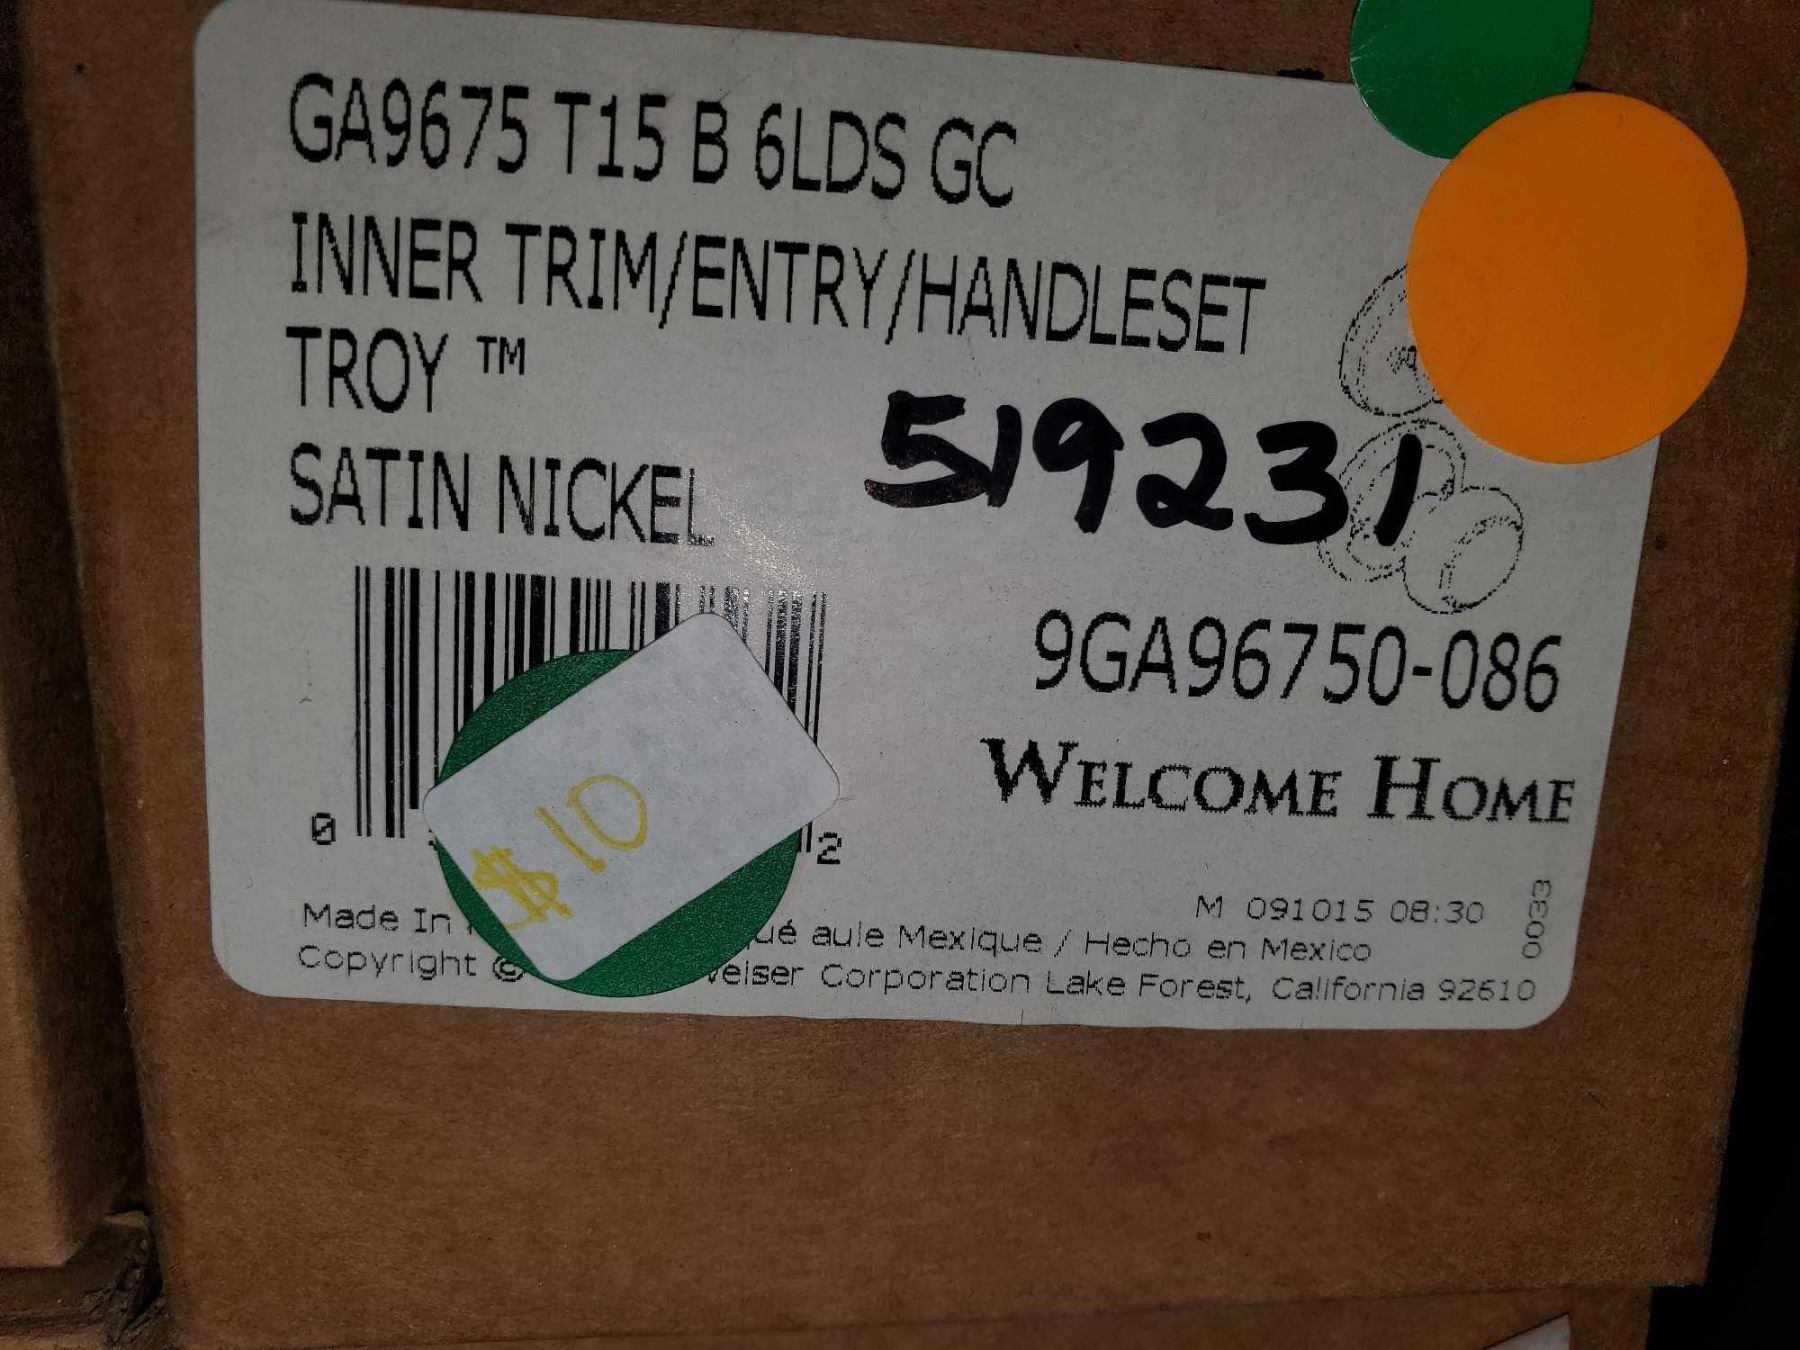 GA9675 T15 B 6LDS GC
INNER TRIM/ENTRY/HANDLESET
TROY ™
SATIN NICKEL
519231
9GA96750-086
WELCOME HOME
$10
0 2
M 091015 08:30
0033
Made In ué aule Mexique / Hecho en Mexico
Copyright © eiser Corporation Lake Forest, California 92610